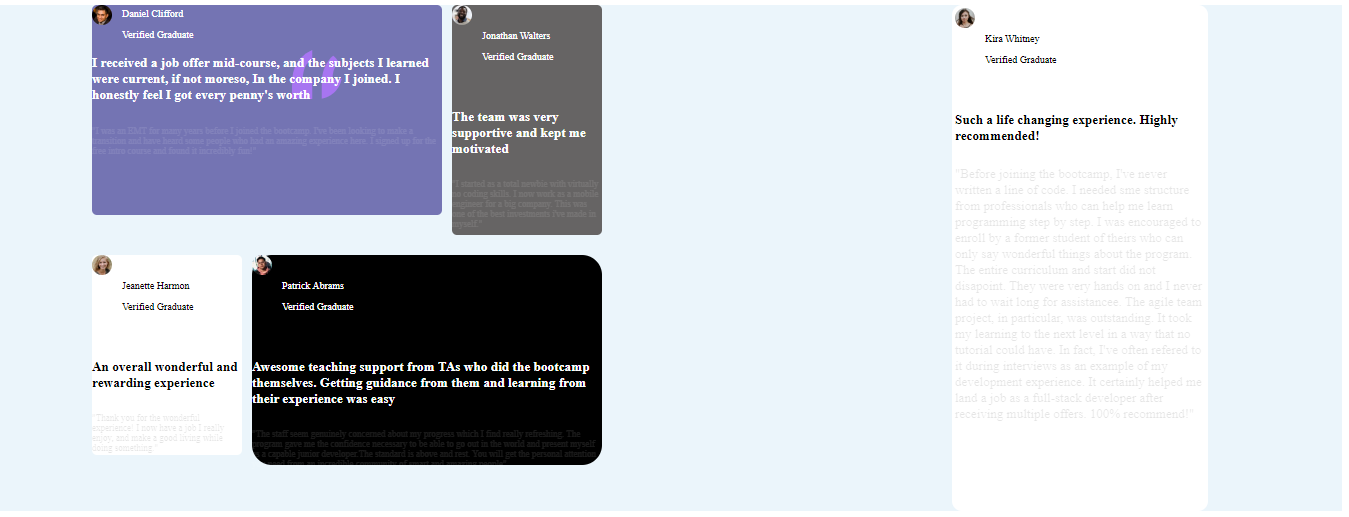 Daniel Clifford
Verified Graduate
I received a job offer mid-course, and the subjects I learned
were current, if not moreso, In the company I joined. I
honestly feel I got every penny's worth
"I was an EMT for many years before I joined the bootcamp. I've been looking to make a
transition and have heard some people who had an amazing experience here. I signed up for the
free intro course and found it incredibly fun!"
Jonathan Walters
Verified Graduate
The team was very
supportive and kept me
motivated
"I started as a total newbie with virtually
no coding skills. I now work as a mobile
engineer for a big company. This was
one of the best investments I've made in
myself."
Jeanette Harmon
Verified Graduate
An overall wonderful and
rewarding experience
"Thank you for the wonderful
experience! I now have a job I really
enjoy, and make a good living while
doing something "
Patrick Abrams
Verified Graduate
Awesome teaching support from TAs who did the bootcamp
themselves. Getting guidance from them and learning from
their experience was easy
"The staff seem genuinely concerned about my progress which I find really refreshing. The
program gave me the confidence necessary to be able to go out in the world and present myself
as a capable junior developer.The standard is above and rest. You will get the personal attention
Kira Whitney
Verified Graduate
Such a life changing experience. Highly
recommended!
"Before joining the bootcamp, I've never
written a line of code. I needed sme structure
from professionals who can help me learn
programming step by step. I was encouraged to
enroll by a former student of theirs who can
only say wonderful things about the program.
The entire curriculum and start did not
disapoint. They were very hands on and I never
had to wait long for assistancee. The agile team
project, in particular, was outstanding. It took
my learning to the next level in a way that no
tutorial could have. In fact, I've often refered to
it during interviews as an example of my
development experience. It certainly helped me
land a job as a full-stack developer after
receiving multiple offers. 100% recommend!"